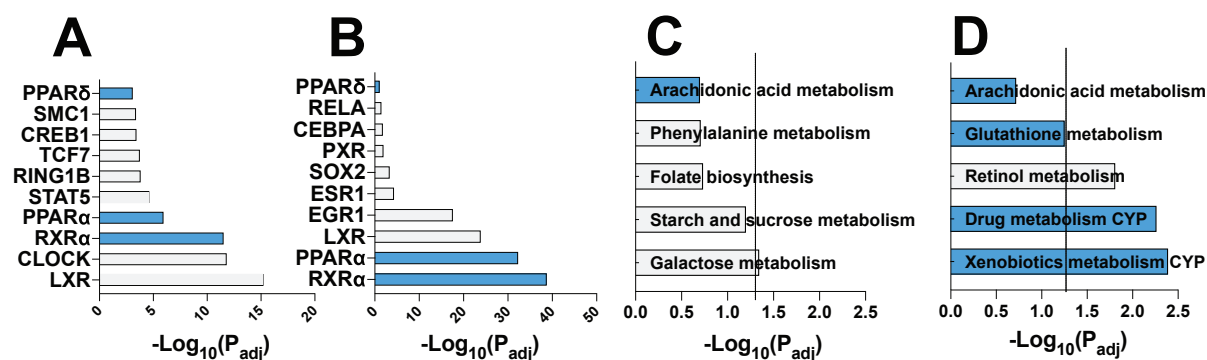 A
PPARδ
SMC1
CREB1
TCF7
RING1B
STAT5
PPARα
RXRα
CLOCK
LXR
0 5 10 15 20
-Log10(Padj)
B
PPARδ
RELA
CEBPA
PXR
SOX2
ESR1
EGR1
LXR
PPARα
RXRα
0 10 20 30 40 50
-Log10(Padj)
C
Arachidonic acid metabolism
Phenylalanine metabolism
Folate biosynthesis
Starch and sucrose metabolism
Galactose metabolism
0.0 0.5 1.0 1.5 2.0 2.5
-Log10(Padj)
D
Arachidonic acid metabolism
Glutathione metabolism
Retinol metabolism
Drug metabolism CYP
Xenobiotics metabolism CYP
0.0 0.5 1.0 1.5 2.0 2.5
-Log10(Padj)